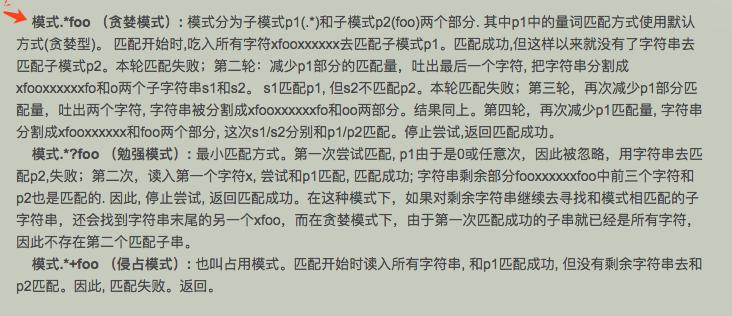 模式.*foo （贪婪模式）: 模式分为子模式p1(.*)和子模式p2(foo)两个部分. 其中p1中的量词匹配方式使用默认
方式(贪婪型)。 匹配开始时,吃入所有字符xfooxxxxxx去匹配子模式p1。匹配成功,但这样以来就没有了字符串去
匹配子模式p2。本轮匹配失败；第二轮：减少p1部分的匹配量，吐出最后一个字符, 把字符串分割成
xfooxxxxxxfo和o两个子字符串s1和s2。 s1匹配p1, 但s2不匹配p2。本轮匹配失败；第三轮，再次减少p1部分匹
配量，吐出两个字符, 字符串被分割成xfooxxxxxxfo和oo两部分。结果同上。第四轮，再次减少p1匹配量, 字符串
分割成xfooxxxxxx和foo两个部分, 这次s1/s2分别和p1/p2匹配。停止尝试,返回匹配成功。
模式.*?foo （勉强模式）: 最小匹配方式。第一次尝试匹配, p1由于是0或任意次，因此被忽略，用字符串去匹
配p2,失败；第二次，读入第一个字符x, 尝试和p1匹配, 匹配成功; 字符串剩余部分fooxxxxxxfoo中前三个字符和
p2也是匹配的. 因此, 停止尝试, 返回匹配成功。在这种模式下，如果对剩余字符串继续去寻找和模式相匹配的子
字符串，还会找到字符串末尾的另一个xfoo，而在贪婪模式下，由于第一次匹配成功的子串就已经是所有字符，
因此不存在第二个匹配子串。
模式.*+foo （侵占模式）: 也叫占用模式。匹配开始时读入所有字符串, 和p1匹配成功, 但没有剩余字符串去和
p2匹配。因此, 匹配失败。返回。